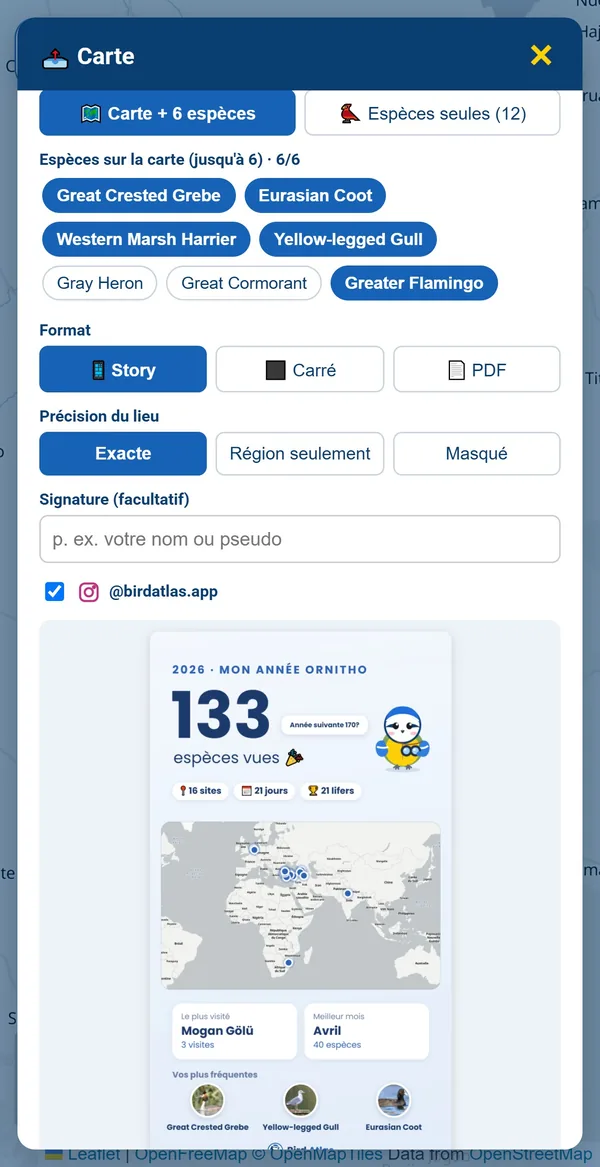 Carte
Carte + 6 espèces
Espèces seules (12)
Espèces sur la carte (jusqu'à 6) · 6/6
Great Crested Grebe
Eurasian Coot
Western Marsh Harrier
Yellow-legged Gull
Gray Heron
Great Cormorant
Greater Flamingo
Format
Story
Carré
PDF
Précision du lieu
Exacte
Région seulement
Masqué
Signature (facultatif)
p. ex. votre nom ou pseudo
@birdatlas.app
2026 · MON ANNÉE ORNITHO
133
Année suivante 170?
espèces vues
16 sites
21 jours
21 lifers
Le plus visité
Mogan Gölü
3 visites
Meilleur mois
Avril
40 espèces
Vos plus fréquentes
Great Crested Grebe
Yellow-legged Gull
Eurasian Coot
Leaflet | OpenFreeMap © OpenMapTiles Data from OpenStreetMap